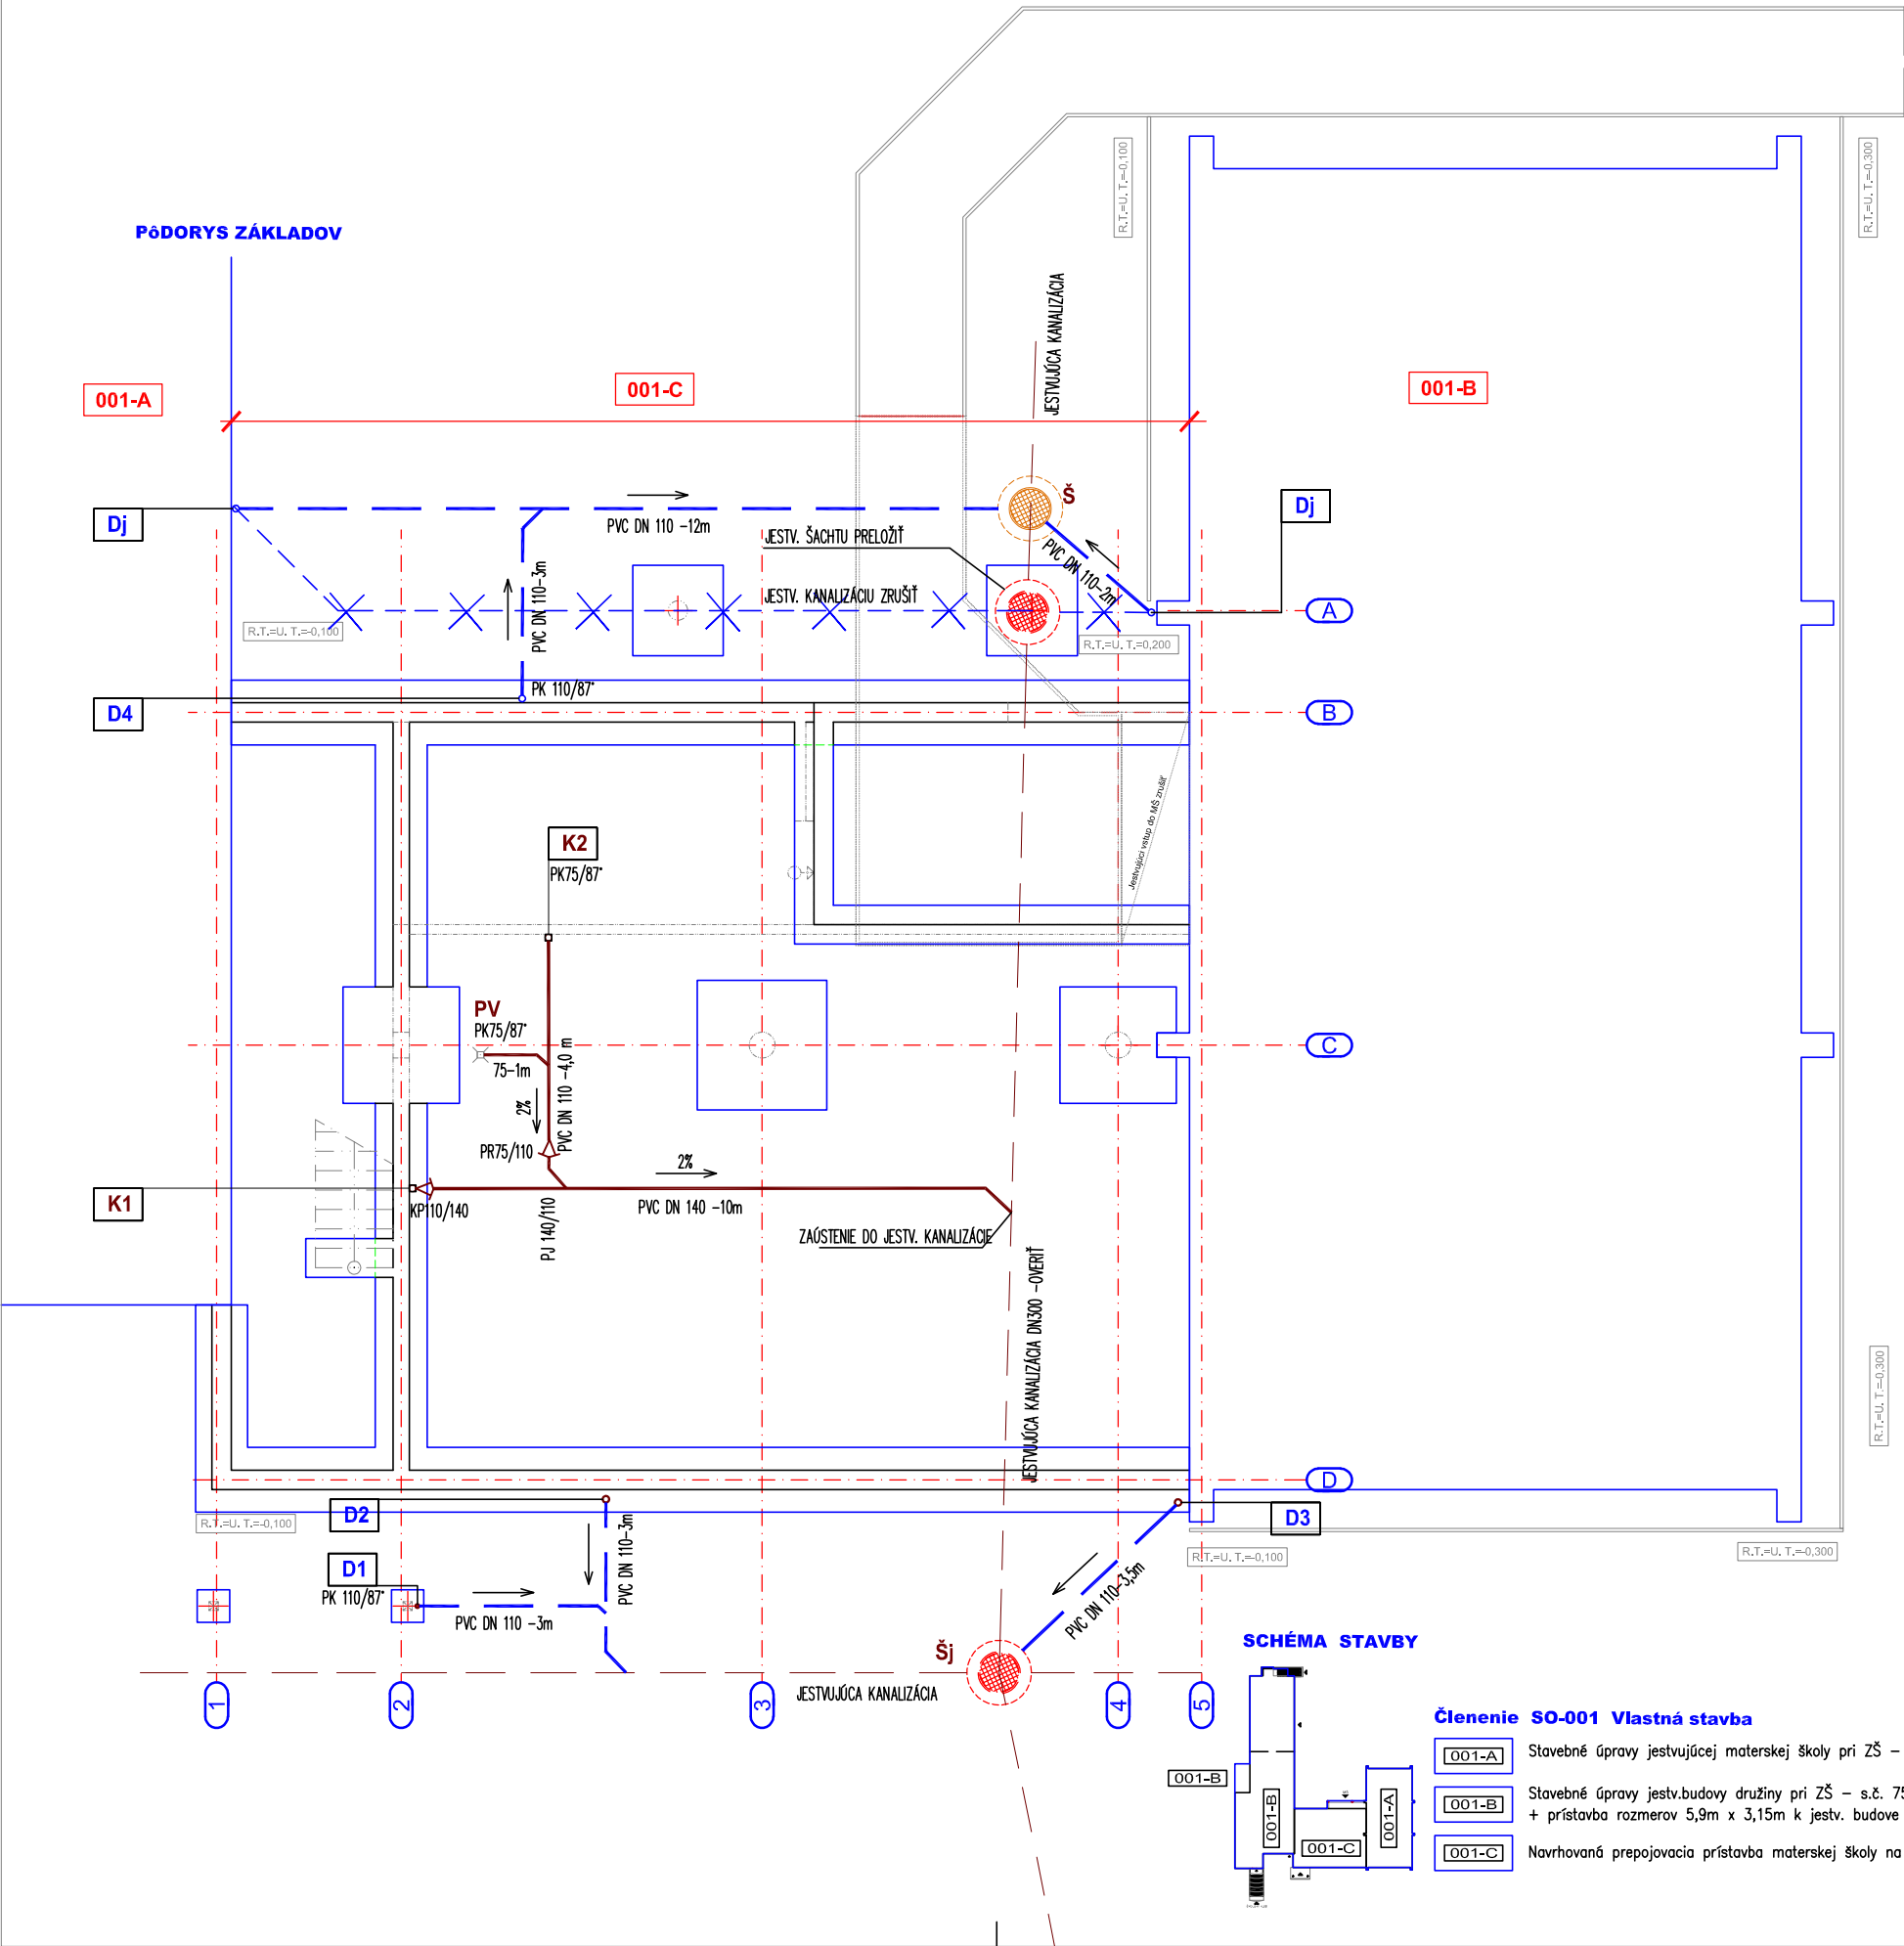 PôDORYS ZÁKLADOV
R.T.=U. T.=-0,100
R.T.=U. T.=-0,300
JESTVUJÚCA KANALIZÁCIA
001-A
001-C
001-B
Dj
PVC DN 110 -12m
Š
Dj
JESTV. ŠACHTU PRELOŽIŤ
PVC DN 110-2m
PVC DN 110-3m
JESTV. KANALIZÁCIU ZRUŠIŤ
A
R.T.=U. T.=-0,100
R.T.=U. T.=0,200
PK 110/87°
D4
B
Jestvujúci vstup do MŠ zrušiť
K2
PK75/87°
PV
PK75/87°
75-1m
2%
PVC DN 110 -4,0 m
C
PR75/110
2%
K1
KP110/140
PJ 140/110
PVC DN 140 -10m
ZAÚSTENIE DO JESTV. KANALIZÁCIE
JESTVUJÚCA KANALIZÁCIA DN300 -OVERIŤ
R.T.=U. T.=-0,300
D
D2
D3
R.T.=U. T.=-0,100
PVC DN 110-3m
R.T.=U. T.=-0,100
R.T.=U. T.=-0,300
D1
PK 110/87°
PVC DN 110 -3m
PVC DN 110-3,5m
Šj
JESTVUJÚCA KANALIZÁCIA
1
2
3
4
5
SCHÉMA STAVBY
001-B
001-B
001-C
001-A
Členenie SO-001 Vlastná stavba
001-A Stavebné úpravy jestvujúcej materskej školy pri ZŠ -
001-B Stavebné úpravy jestv.budovy družiny pri ZŠ - s.č. 75
+ prístavba rozmerov 5,9m x 3,15m k jestv. budove
001-C Navrhovaná prepojovacia prístavba materskej školy na